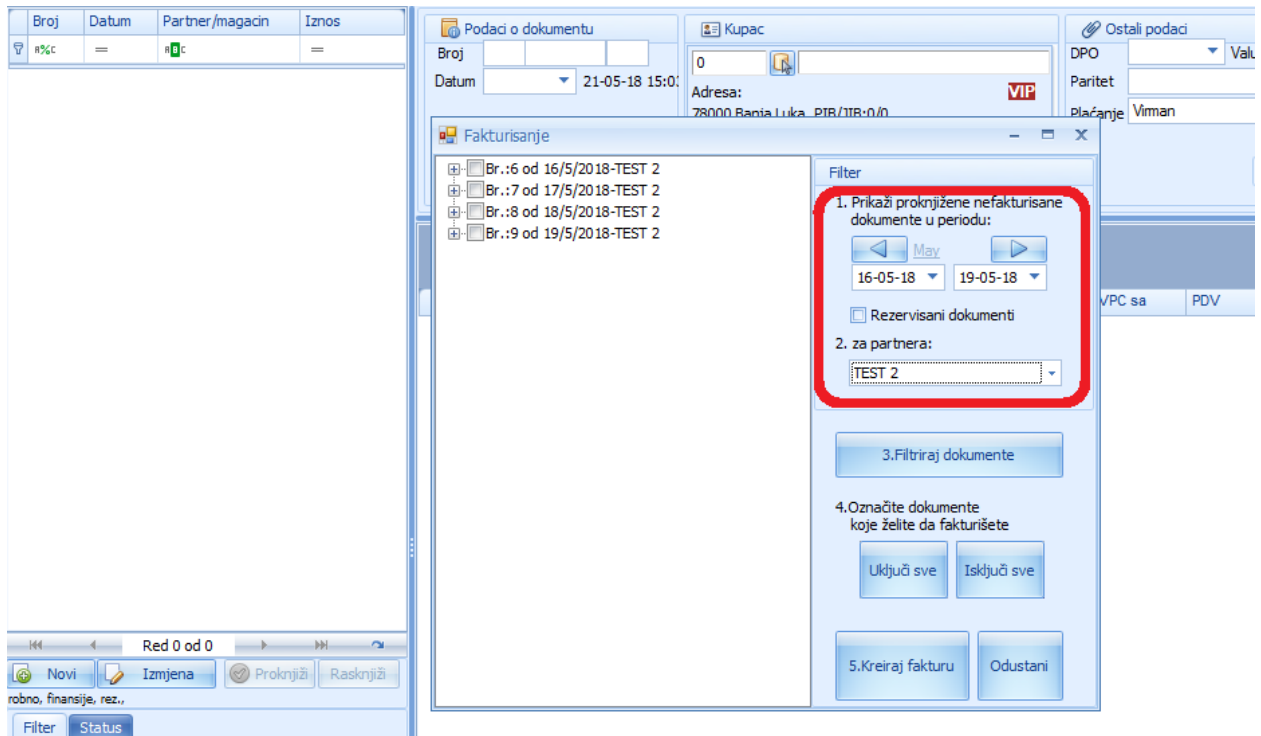 Broj Datum Partner/magacin Iznos
= =
Red 0 od 0
Novi Izmjena Proknjiži Rasknjiži
robno, finansije, rez.,
Filter Status
Podaci o dokumentu
Broj
Datum 21-05-18 15:0
Kupac
0
Adresa: VIP
78000 Banja Luka PIB/JIB:0/0
Ostali podaci
DPO Valu
Paritet
Plaćanje Virman
VPC sa PDV
Fakturisanje
Br.:6 od 16/5/2018-TEST 2
Br.:7 od 17/5/2018-TEST 2
Br.:8 od 18/5/2018-TEST 2
Br.:9 od 19/5/2018-TEST 2
Filter
1. Prikaži proknjižene nefakturisane
dokumente u periodu:
May
16-05-18 19-05-18
Rezervisani dokumenti
2. za partnera:
TEST 2
3.Filtriraj dokumente
4.Označite dokumente
koje želite da fakturišete
Uključi sve Isključi sve
5.Kreiraj fakturu Odustani